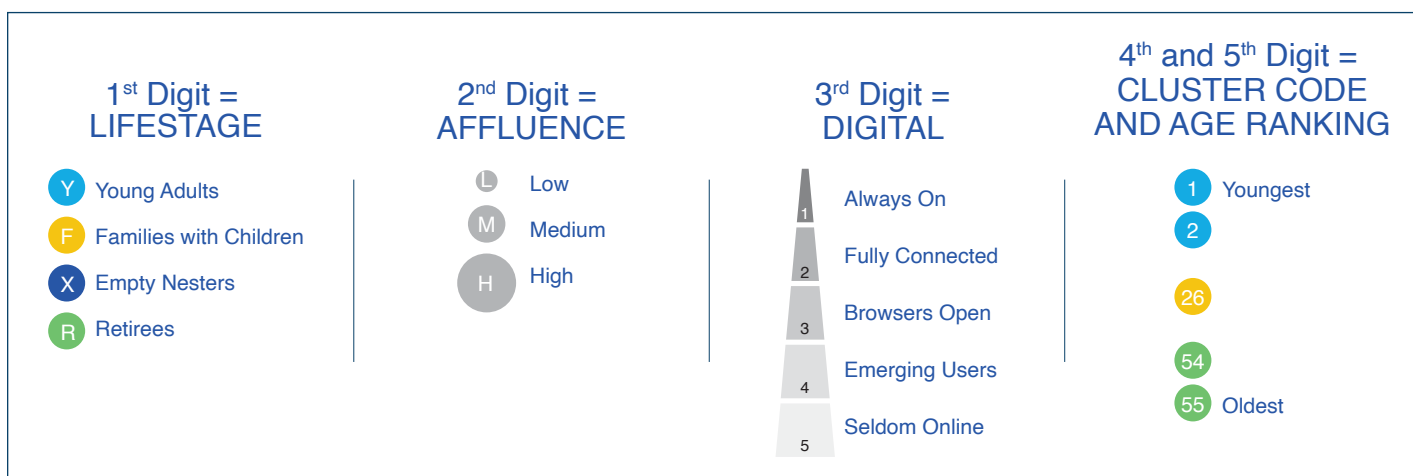 1st Digit =
LIFESTAGE
Y Young Adults
F Families with Children
X Empty Nesters
R Retirees
2nd Digit =
AFFLUENCE
L Low
M Medium
H High
3rd Digit =
DIGITAL
1 Always On
2 Fully Connected
3 Browsers Open
4 Emerging Users
5 Seldom Online
4th and 5th Digit =
CLUSTER CODE
AND AGE RANKING
1 Youngest
2
26
54
55 Oldest